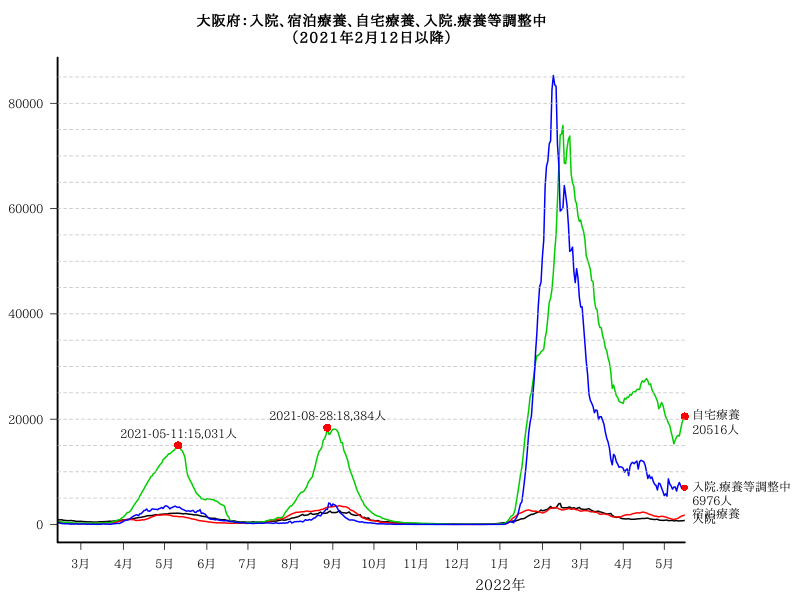 大阪府：入院、宿泊療養、自宅療養、入院.療養等調整中
（2021年2月12日以降）
80000
60000
40000
20000
0
2021-05-11:15,031人
2021-08-28:18,384人
自宅療養
20516人
入院.療養等調整中
6976人
宿泊療養
入院
3月 4月 5月 6月 7月 8月 9月 10月 11月 12月 1月 2月 3月 4月 5月
2022年